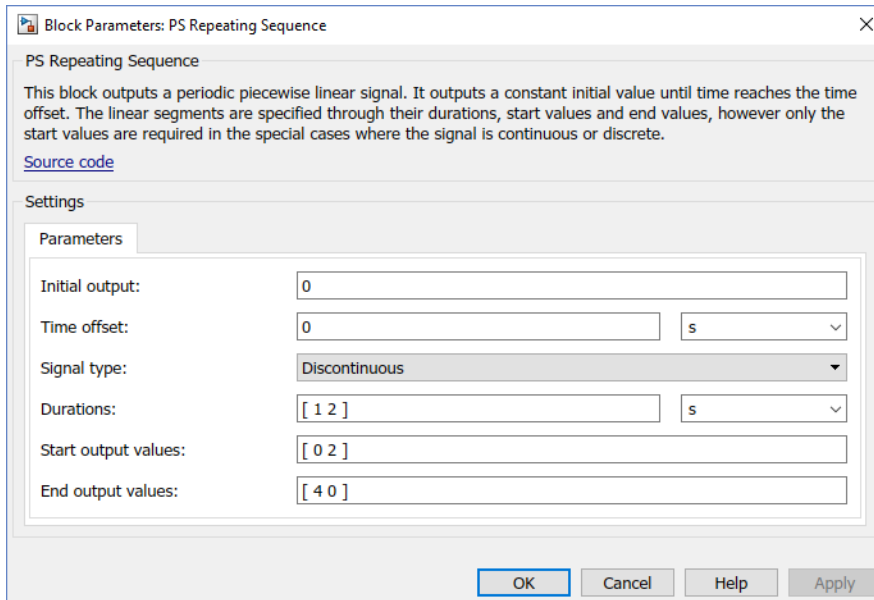 Block Parameters: PS Repeating Sequence
PS Repeating Sequence
This block outputs a periodic piecewise linear signal. It outputs a constant initial value until time reaches the time
offset. The linear segments are specified through their durations, start values and end values, however only the
start values are required in the special cases where the signal is continuous or discrete.
Source code
Settings
Parameters
Initial output: 0
Time offset: 0 s
Signal type: Discontinuous
Durations: [ 1 2 ] s
Start output values: [ 0 2 ]
End output values: [ 4 0 ]
OK Cancel Help Apply